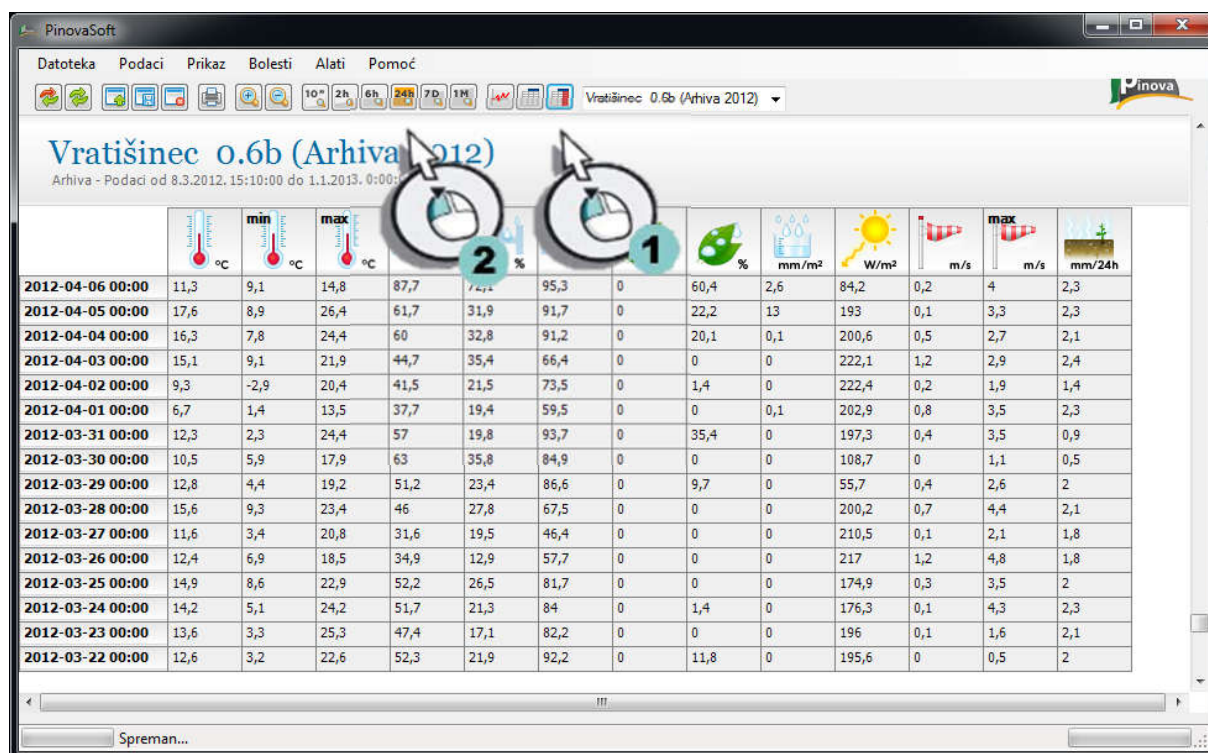 PinovaSoft
Datoteka Podaci Prikaz Bolesti Alati Pomoć
10" 2h 6h 24h 7D 1M Vratišinec 0.6b (Arhiva 2012) Pinova
Vratišinec 0.6b (Arhiva 2012)
Arhiva - Podaci od 8.3.2012. 15:10:00 do 1.1.2013. 0:00:
min max max
2 1
°C °C °C % % mm/m² W/m² m/s m/s mm/24h
2012-04-06 00:00 11,3 9,1 14,8 87,7 72,1 95,3 0 60,4 2,6 84,2 0,2 4 2,3
2012-04-05 00:00 17,6 8,9 26,4 61,7 31,9 91,7 0 22,2 13 193 0,1 3,3 2,3
2012-04-04 00:00 16,3 7,8 24,4 60 32,8 91,2 0 20,1 0,1 200,6 0,5 2,7 2,1
2012-04-03 00:00 15,1 9,1 21,9 44,7 35,4 66,4 0 0 0 222,1 1,2 2,9 2,4
2012-04-02 00:00 9,3 -2,9 20,4 41,5 21,5 73,5 0 1,4 0 222,4 0,2 1,9 1,4
2012-04-01 00:00 6,7 1,4 13,5 37,7 19,4 59,5 0 0 0,1 202,9 0,8 3,5 2,3
2012-03-31 00:00 12,3 2,3 24,4 57 19,8 93,7 0 35,4 0 197,3 0,4 3,5 0,9
2012-03-30 00:00 10,5 5,9 17,9 63 35,8 84,9 0 0 0 108,7 0 1,1 0,5
2012-03-29 00:00 12,8 4,4 19,2 51,2 23,4 86,6 0 9,7 0 55,7 0,4 2,6 2
2012-03-28 00:00 15,6 9,3 23,4 46 27,8 67,5 0 0 0 200,2 0,7 4,4 2,1
2012-03-27 00:00 11,6 3,4 20,8 31,6 19,5 46,4 0 0 0 210,5 0,1 2,1 1,8
2012-03-26 00:00 12,4 6,9 18,5 34,9 12,9 57,7 0 0 0 217 1,2 4,8 1,8
2012-03-25 00:00 14,9 8,6 22,9 52,2 26,5 81,7 0 0 0 174,9 0,3 3,5 2
2012-03-24 00:00 14,2 5,1 24,2 51,7 21,3 84 0 1,4 0 176,3 0,1 4,3 2,3
2012-03-23 00:00 13,6 3,3 25,3 47,4 17,1 82,2 0 0 0 196 0,1 1,6 2,1
2012-03-22 00:00 12,6 3,2 22,6 52,3 21,9 92,2 0 11,8 0 195,6 0 0,5 2
Spreman...